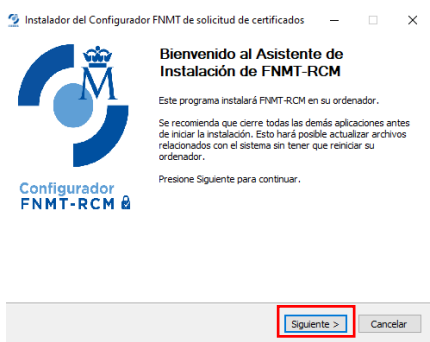 Instalador del Configurador FNMT de solicitud de certificados
Bienvenido al Asistente de
Instalación de FNMT-RCM
Este programa instalará FNMT-RCM en su ordenador.
Se recomienda que cierre todas las demás aplicaciones antes
de iniciar la instalación. Esto hará posible actualizar archivos
relacionados con el sistema sin tener que reiniciar su
ordenador.
Presione Siguiente para continuar.
M
Configurador
FNMT-RCM
Siguiente >
Cancelar